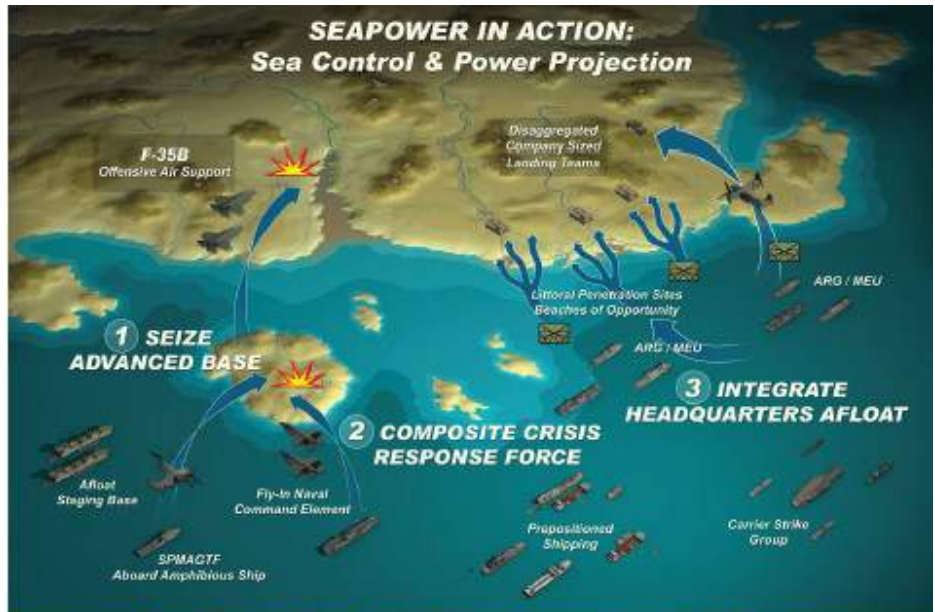 SEAPOWER IN ACTION:
Sea Control & Power Projection
F-35B
Offensive Air Support
Disaggregated
Company Sized
Landing Teams
ARG / MEU
Littoral Penetration Sites
Beaches of Opportunity
ARG / MEU
1 SEIZE
ADVANCED BASE
3 INTEGRATE
HEADQUARTERS AFLOAT
2 COMPOSITE CRISIS
RESPONSE FORCE
Afloat
Staging Base
Fly-In Naval
Command Element
Prepositioned
Shipping
Carrier Strike
Group
SPMAGTF
Aboard Amphibious Ship